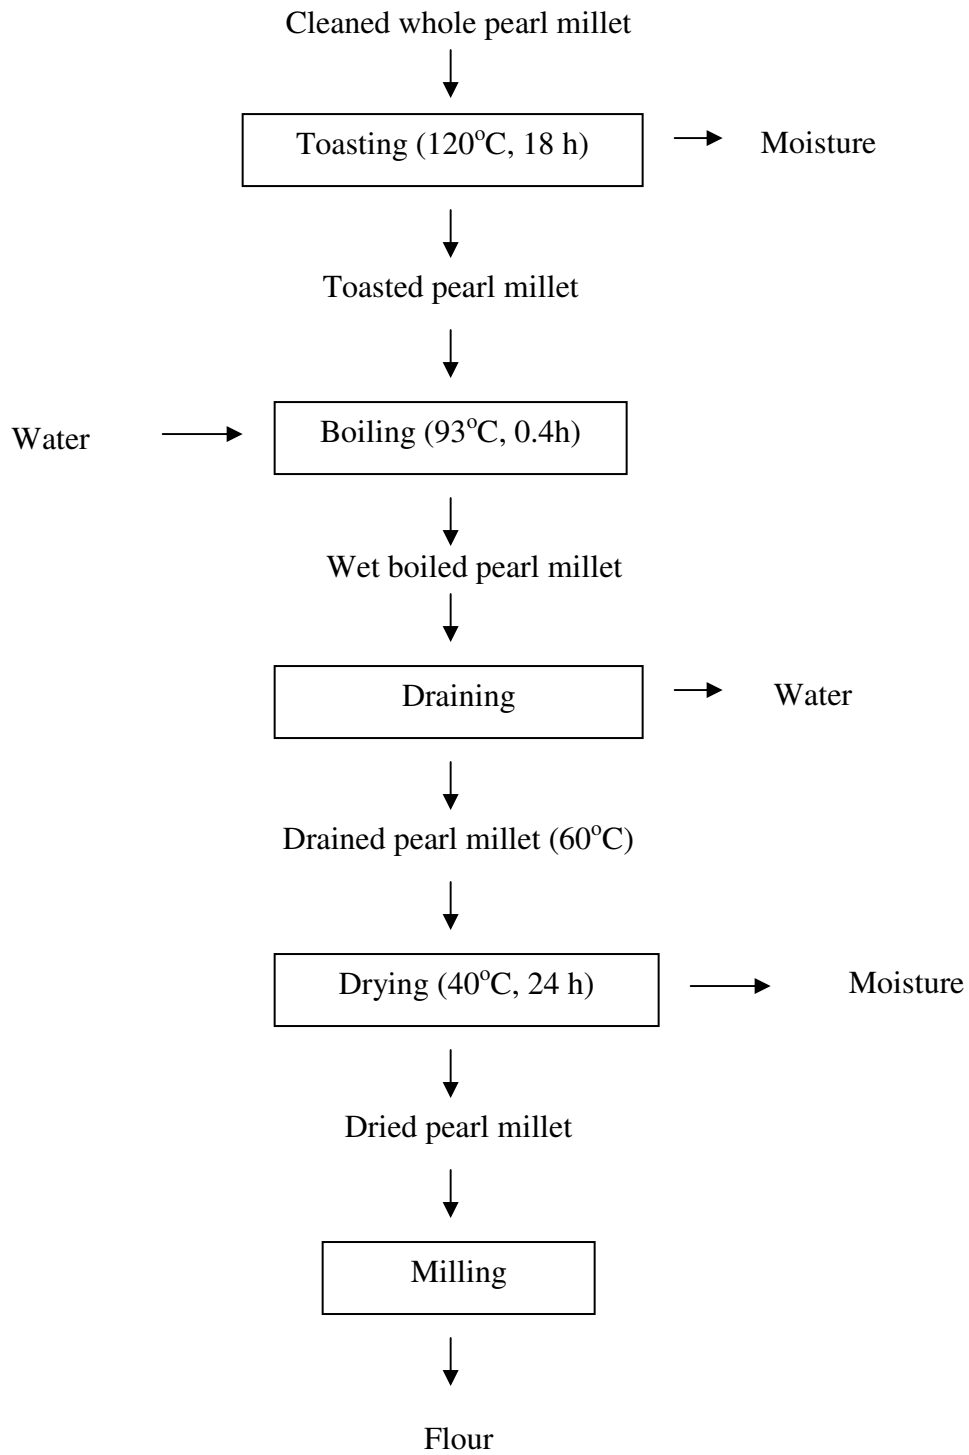 Cleaned whole pearl millet
Toasting (120°C, 18 h)
Moisture
Toasted pearl millet
Water
Boiling (93°C, 0.4h)
Wet boiled pearl millet
Draining
Water
Drained pearl millet (60°C)
Drying (40°C, 24 h)
Moisture
Dried pearl millet
Milling
Flour